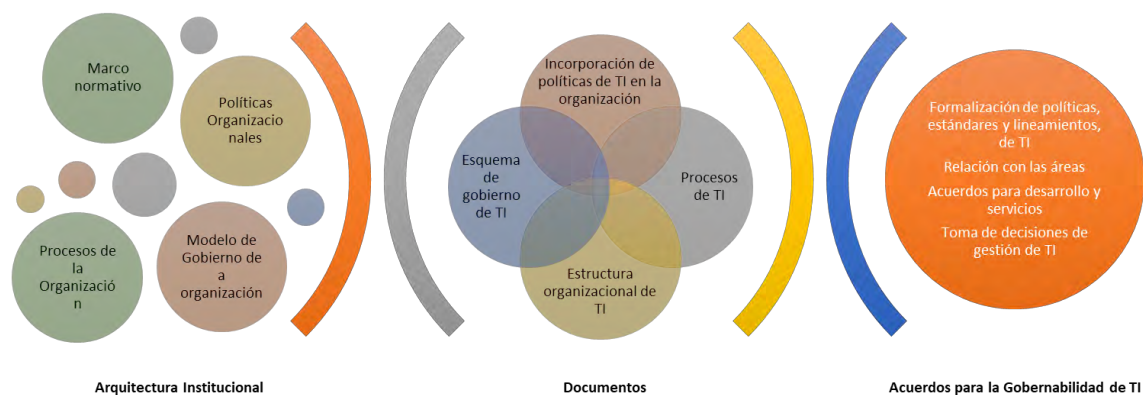 Marco
normativo
Políticas
Organizacio
nales
Procesos de
la
Organizació
n
Modelo de
Gobierno de
a
organización
Arquitectura Institucional
Incorporación de
políticas de TI en la
organización
Esquema
de
gobierno
de TI
Procesos
de TI
Estructura
organizacional de
TI
Documentos
Formalización de políticas,
estándares y lineamientos,
de TI
Relación con las áreas
Acuerdos para desarrollo y
servicios
Toma de decisiones de
gestión de TI
Acuerdos para la Gobernabilidad de TI